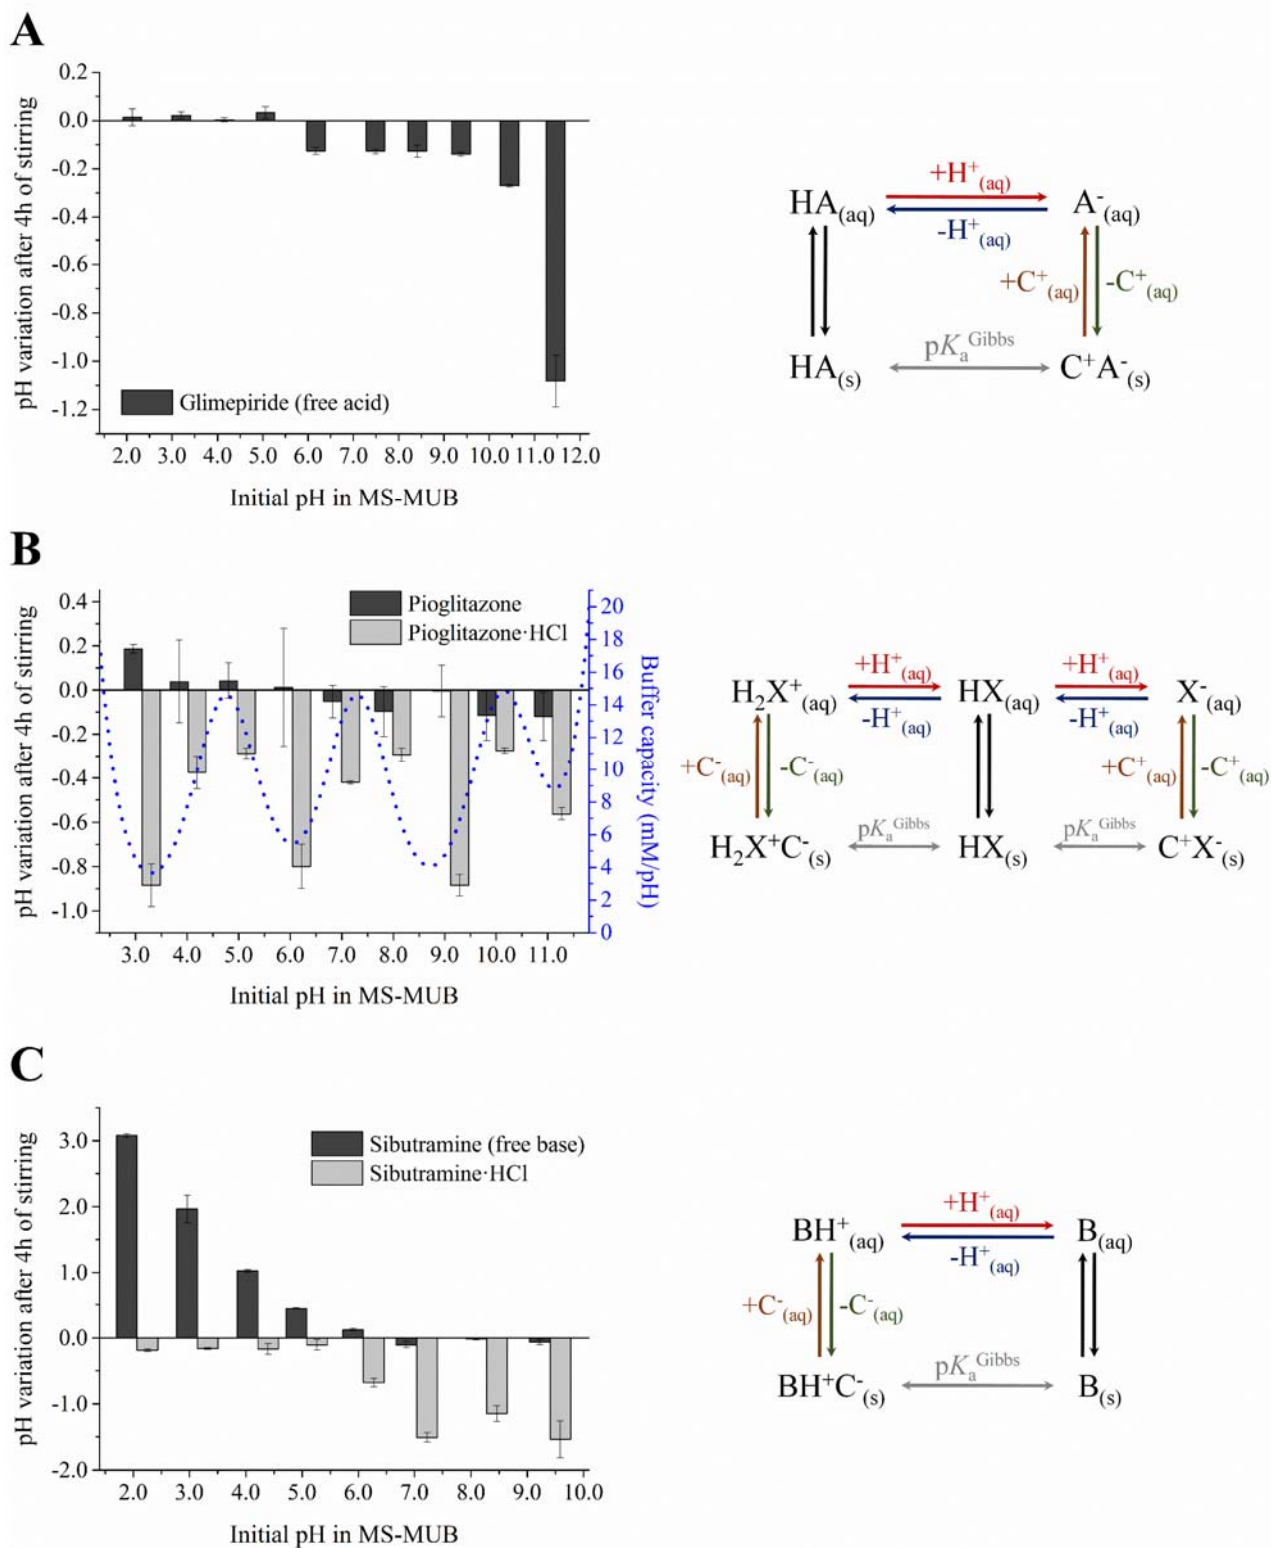 A
pH variation after 4h of stirring
0.2
0.0
-0.2
-0.4
-0.6
-0.8
-1.0
-1.2
Glimepiride (free acid)
2.0 3.0 4.0 5.0 6.0 7.0 8.0 9.0 10.0 11.0 12.0
Initial pH in MS-MUB
+H⁺(aq)
HA(aq) A⁻(aq)
-H⁺(aq)
+C⁺(aq) -C⁺(aq)
pKa^Gibbs
HA(s) C⁺A⁻(s)
B
pH variation after 4h of stirring
0.4
0.2
0.0
-0.2
-0.4
-0.6
-0.8
-1.0
Pioglitazone
Pioglitazone·HCl
20
18
16
14
12
10
8
6
4
2
0
Buffer capacity (mM/pH)
3.0 4.0 5.0 6.0 7.0 8.0 9.0 10.0 11.0
Initial pH in MS-MUB
+H⁺(aq) +H⁺(aq)
H₂X⁺(aq) HX(aq) X⁻(aq)
-H⁺(aq) -H⁺(aq)
+C⁻(aq) -C⁻(aq) +C⁺(aq) -C⁺(aq)
pKa^Gibbs pKa^Gibbs
H₂X⁺C⁻(s) HX(s) C⁺X⁻(s)
C
pH variation after 4h of stirring
3.0
2.0
1.0
0.0
-1.0
-2.0
Sibutramine (free base)
Sibutramine·HCl
2.0 3.0 4.0 5.0 6.0 7.0 8.0 9.0 10.0
Initial pH in MS-MUB
+H⁺(aq)
BH⁺(aq) B(aq)
-H⁺(aq)
+C⁻(aq) -C⁻(aq)
pKa^Gibbs
BH⁺C⁻(s) B(s)